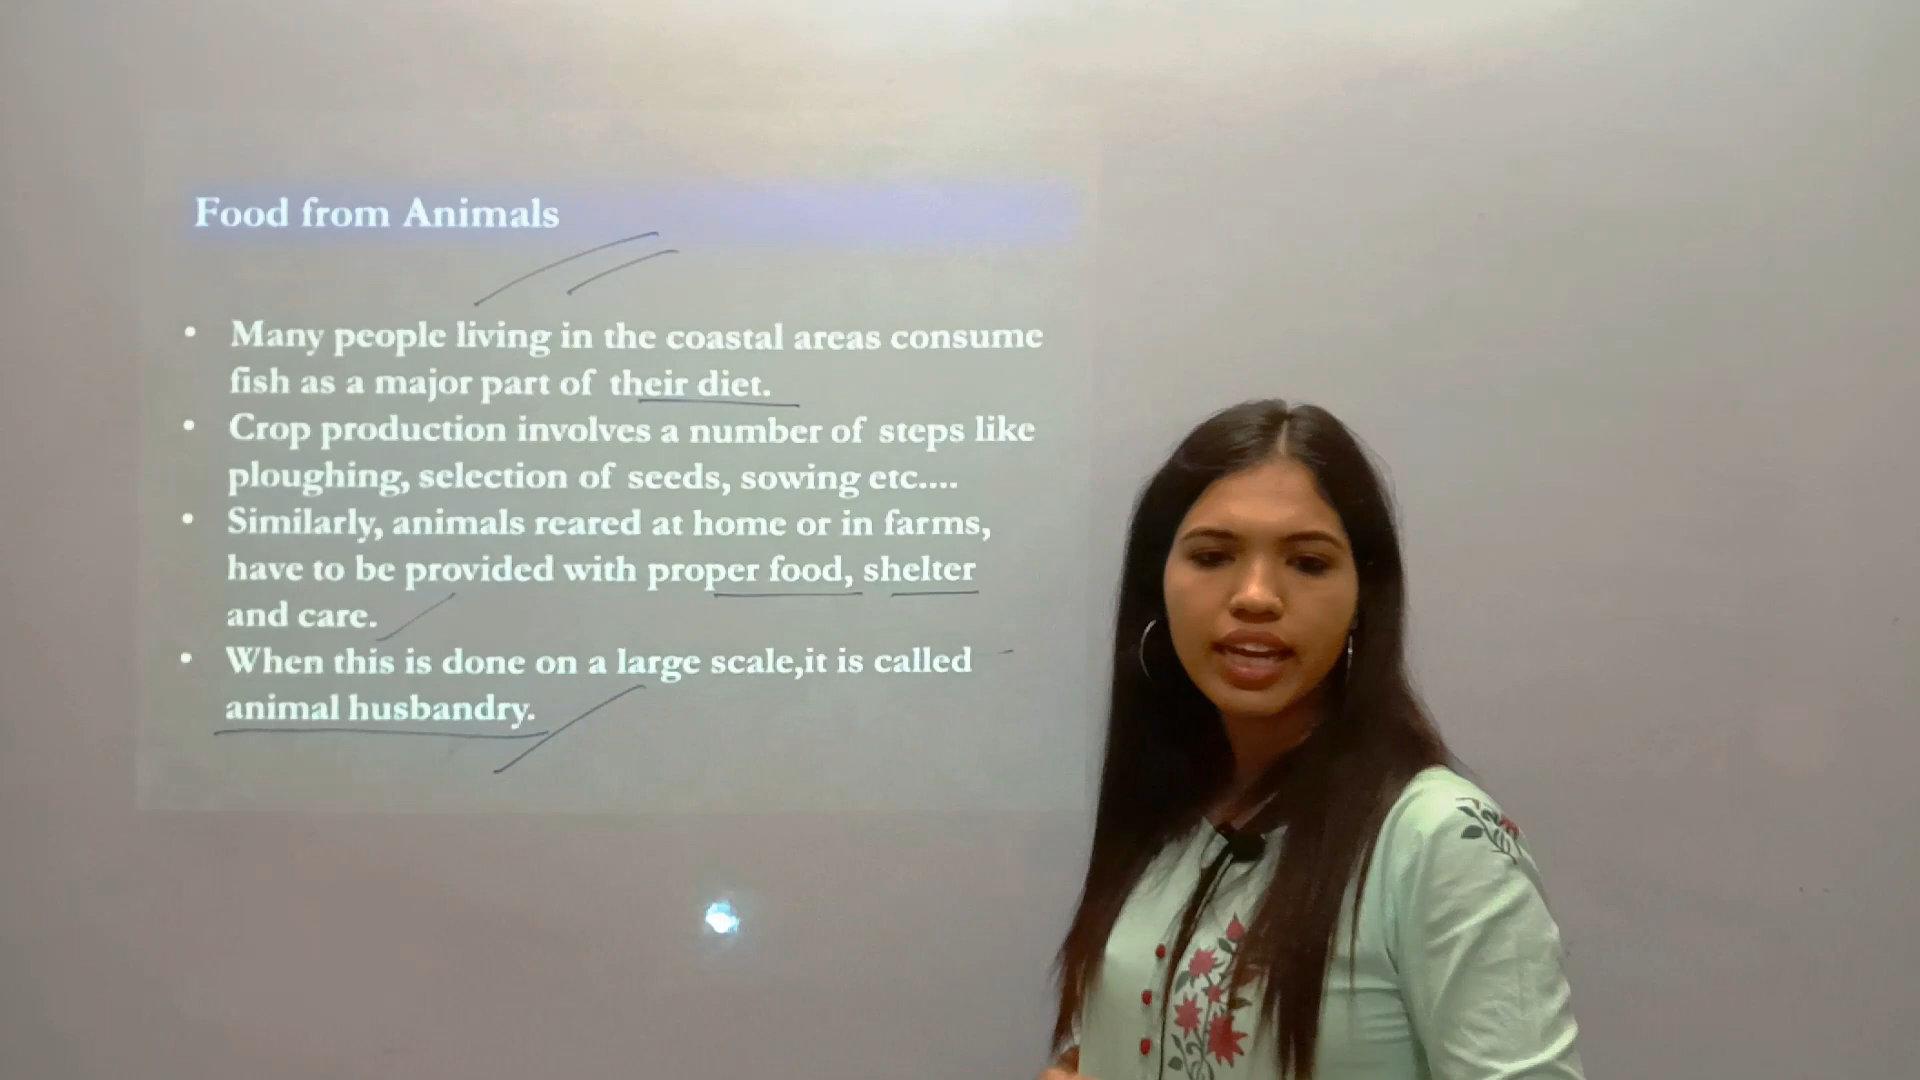 Food from Animals
• Many people living in the coastal areas consume
fish as a major part of their diet.
• Crop production involves a number of steps like
ploughing, selection of seeds, sowing etc....
• Similarly, animals reared at home or in farms,
have to be provided with proper food, shelter
and care.
• When this is done on a large scale,it is called
animal husbandry.